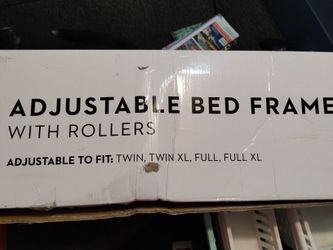 ADJUSTABLE BED FRAME
WITH ROLLERS
ADJUSTABLE TO FIT: TWIN, TWIN XL, FULL, FULL XL